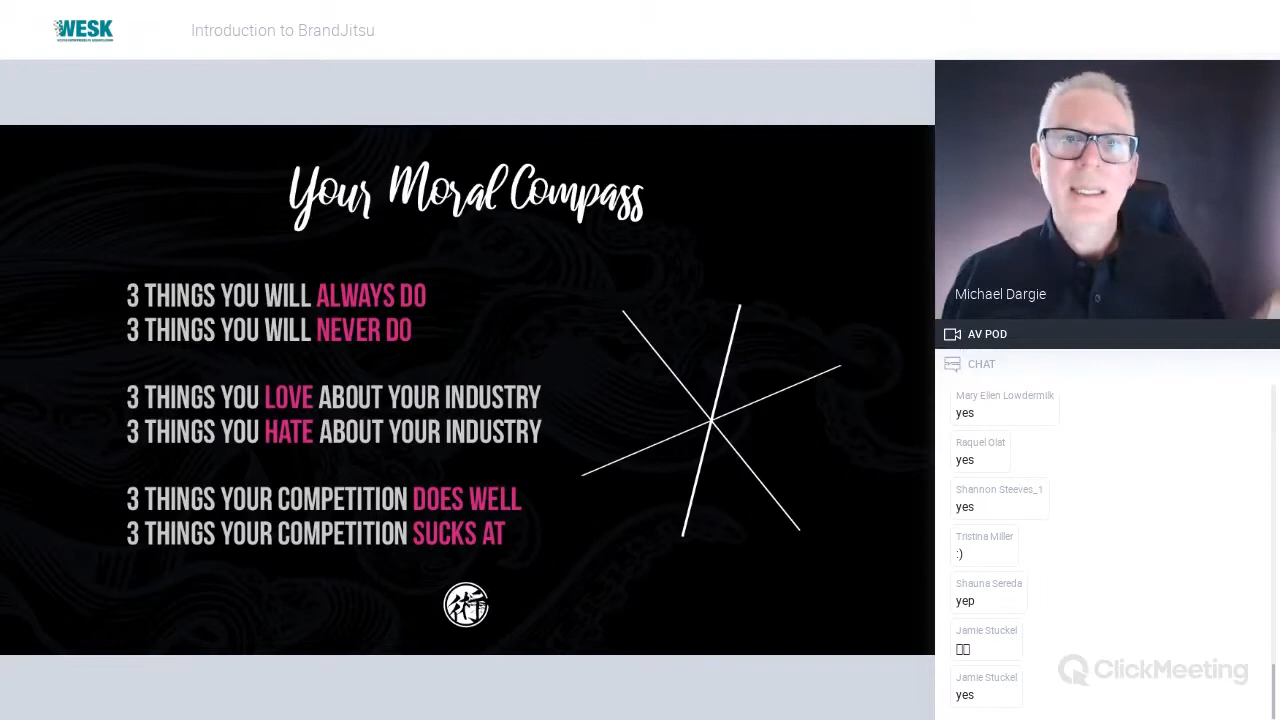 WESK
Introduction to BrandJitsu
Your Moral Compass
3 THINGS YOU WILL ALWAYS DO
3 THINGS YOU WILL NEVER DO
3 THINGS YOU LOVE ABOUT YOUR INDUSTRY
3 THINGS YOU HATE ABOUT YOUR INDUSTRY
3 THINGS YOUR COMPETITION DOES WELL
3 THINGS YOUR COMPETITION SUCKS AT
術
Michael Dargie
AV POD
CHAT
Mary Ellen Lowdermilk
yes
Raquel Olat
yes
Shannon Steeves_1
yes
Tristina Miller
:)
Shauna Sereda
yep
Jamie Stuckel
Jamie Stuckel
yes
ClickMeeting